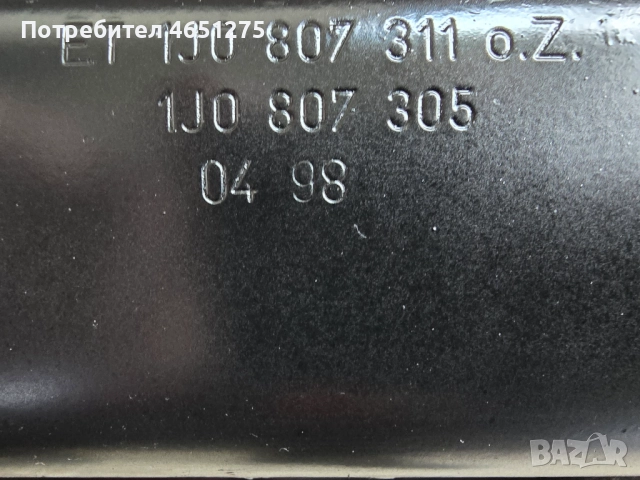 Потребител 4651275
ET 1J0 807 311 o.Z.
1J0 807 305
04 98
BAZAR